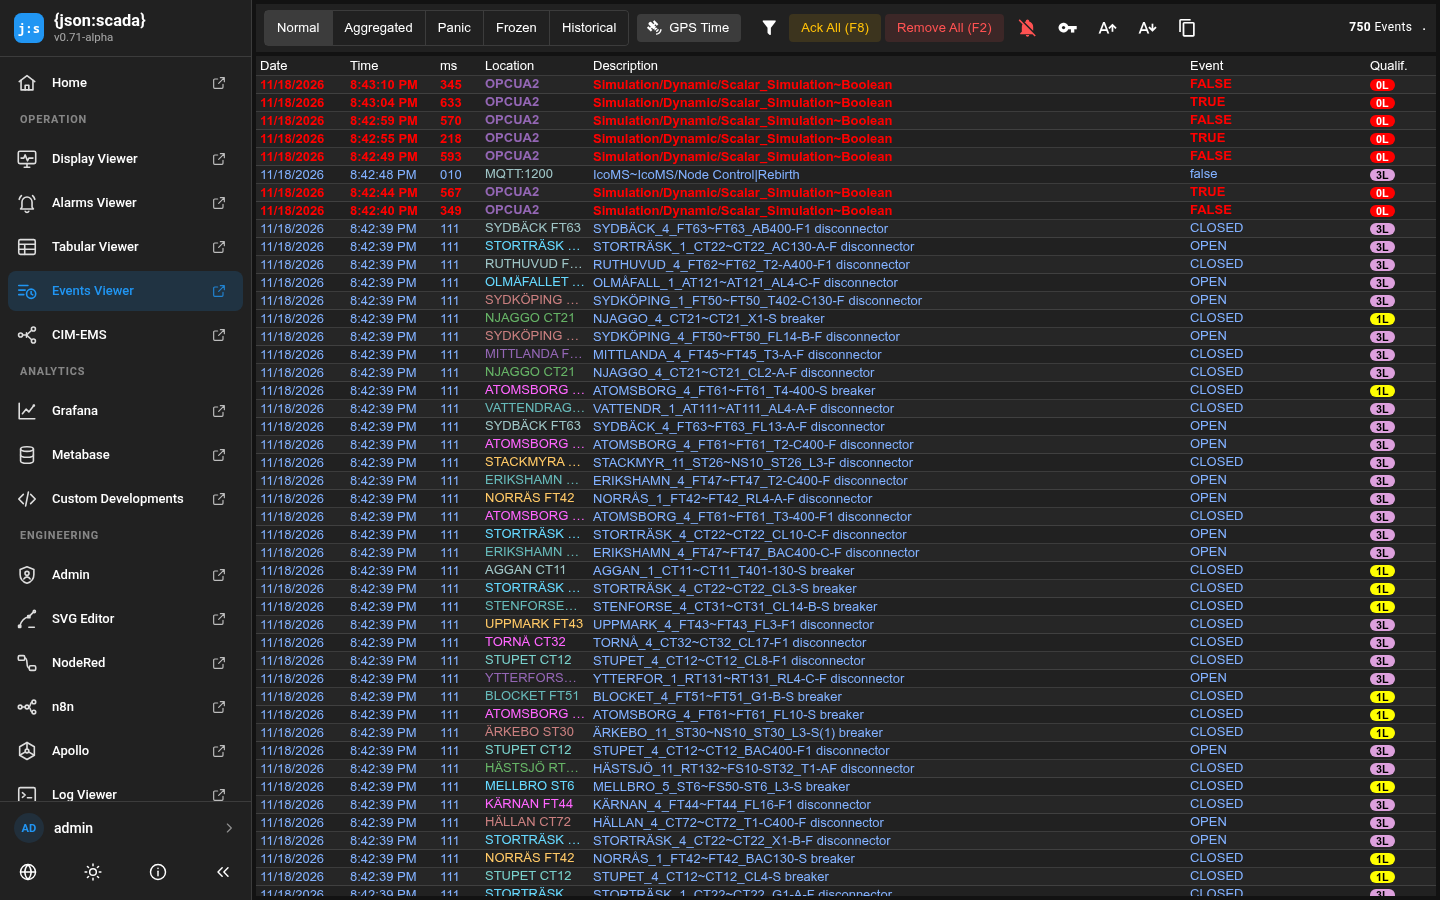 j:s {json:scada}
v0.71-alpha
Home
OPERATION
Display Viewer
Alarms Viewer
Tabular Viewer
Events Viewer
CIM-EMS
ANALYTICS
Grafana
Metabase
Custom Developments
ENGINEERING
Admin
SVG Editor
NodeRed
n8n
Apollo
Log Viewer
AD admin
Normal Aggregated Panic Frozen Historical GPS Time Ack All (F8) Remove All (F2) A A 750 Events .
Date Time ms Location Description Event Qualif.
11/18/2026 8:43:10 PM 345 OPCUA2 Simulation/Dynamic/Scalar_Simulation~Boolean FALSE 0L
11/18/2026 8:43:04 PM 633 OPCUA2 Simulation/Dynamic/Scalar_Simulation~Boolean TRUE 0L
11/18/2026 8:42:59 PM 570 OPCUA2 Simulation/Dynamic/Scalar_Simulation~Boolean FALSE 0L
11/18/2026 8:42:55 PM 218 OPCUA2 Simulation/Dynamic/Scalar_Simulation~Boolean TRUE 0L
11/18/2026 8:42:49 PM 593 OPCUA2 Simulation/Dynamic/Scalar_Simulation~Boolean FALSE 0L
11/18/2026 8:42:48 PM 010 MQTT:1200 IcoMS~IcoMS/Node Control|Rebirth false 3L
11/18/2026 8:42:44 PM 567 OPCUA2 Simulation/Dynamic/Scalar_Simulation~Boolean TRUE 0L
11/18/2026 8:42:40 PM 349 OPCUA2 Simulation/Dynamic/Scalar_Simulation~Boolean FALSE 0L
11/18/2026 8:42:39 PM 111 SYDBÄCK FT63 SYDBÄCK_4_FT63~FT63_AB400-F1 disconnector CLOSED 3L
11/18/2026 8:42:39 PM 111 STORTRÄSK ... STORTRÄSK_1_CT22~CT22_AC130-A-F disconnector OPEN 3L
11/18/2026 8:42:39 PM 111 RUTHUVUD F... RUTHUVUD_4_FT62~FT62_T2-A400-F1 disconnector CLOSED 3L
11/18/2026 8:42:39 PM 111 OLMÅFALLET ... OLMÅFALL_1_AT121~AT121_AL4-C-F disconnector OPEN 3L
11/18/2026 8:42:39 PM 111 SYDKÖPING ... SYDKÖPING_1_FT50~FT50_T402-C130-F disconnector OPEN 3L
11/18/2026 8:42:39 PM 111 NJAGGO CT21 NJAGGO_4_CT21~CT21_X1-S breaker CLOSED 1L
11/18/2026 8:42:39 PM 111 SYDKÖPING ... SYDKÖPING_4_FT50~FT50_FL14-B-F disconnector OPEN 3L
11/18/2026 8:42:39 PM 111 MITTLANDA F... MITTLANDA_4_FT45~FT45_T3-A-F disconnector CLOSED 3L
11/18/2026 8:42:39 PM 111 NJAGGO CT21 NJAGGO_4_CT21~CT21_CL2-A-F disconnector CLOSED 3L
11/18/2026 8:42:39 PM 111 ATOMSBORG ... ATOMSBORG_4_FT61~FT61_T4-400-S breaker CLOSED 1L
11/18/2026 8:42:39 PM 111 VATTENDRAG... VATTENDR_1_AT111~AT111_AL4-A-F disconnector CLOSED 3L
11/18/2026 8:42:39 PM 111 SYDBÄCK FT63 SYDBÄCK_4_FT63~FT63_FL13-A-F disconnector OPEN 3L
11/18/2026 8:42:39 PM 111 ATOMSBORG ... ATOMSBORG_4_FT61~FT61_T2-C400-F disconnector OPEN 3L
11/18/2026 8:42:39 PM 111 STACKMYRA ... STACKMYR_11_ST26~NS10_ST26_L3-F disconnector CLOSED 3L
11/18/2026 8:42:39 PM 111 ERIKSHAMN ... ERIKSHAMN_4_FT47~FT47_T2-C400-F disconnector OPEN 3L
11/18/2026 8:42:39 PM 111 NORRÅS FT42 NORRÅS_1_FT42~FT42_RL4-A-F disconnector OPEN 3L
11/18/2026 8:42:39 PM 111 ATOMSBORG ... ATOMSBORG_4_FT61~FT61_T3-400-F1 disconnector CLOSED 3L
11/18/2026 8:42:39 PM 111 STORTRÄSK ... STORTRÄSK_4_CT22~CT22_CL10-C-F disconnector OPEN 3L
11/18/2026 8:42:39 PM 111 ERIKSHAMN ... ERIKSHAMN_4_FT47~FT47_BAC400-C-F disconnector OPEN 3L
11/18/2026 8:42:39 PM 111 AGGAN CT11 AGGAN_1_CT11~CT11_T401-130-S breaker CLOSED 1L
11/18/2026 8:42:39 PM 111 STORTRÄSK ... STORTRÄSK_4_CT22~CT22_CL3-S breaker CLOSED 1L
11/18/2026 8:42:39 PM 111 STENFORSE... STENFORSE_4_CT31~CT31_CL14-B-S breaker CLOSED 1L
11/18/2026 8:42:39 PM 111 UPPMARK FT43 UPPMARK_4_FT43~FT43_FL3-F1 disconnector CLOSED 3L
11/18/2026 8:42:39 PM 111 TORNÅ CT32 TORNÅ_4_CT32~CT32_CL17-F1 disconnector CLOSED 3L
11/18/2026 8:42:39 PM 111 STUPET CT12 STUPET_4_CT12~CT12_CL8-F1 disconnector CLOSED 3L
11/18/2026 8:42:39 PM 111 YTTERFORS... YTTERFOR_1_RT131~RT131_RL4-C-F disconnector OPEN 3L
11/18/2026 8:42:39 PM 111 BLOCKET FT51 BLOCKET_4_FT51~FT51_G1-B-S breaker CLOSED 1L
11/18/2026 8:42:39 PM 111 ATOMSBORG ... ATOMSBORG_4_FT61~FT61_FL10-S breaker CLOSED 1L
11/18/2026 8:42:39 PM 111 ÄRKEBO ST30 ÄRKEBO_11_ST30~NS10_ST30_L3-S(1) breaker CLOSED 1L
11/18/2026 8:42:39 PM 111 STUPET CT12 STUPET_4_CT12~CT12_BAC400-F1 disconnector OPEN 3L
11/18/2026 8:42:39 PM 111 HÄSTSJÖ RT... HÄSTSJÖ_11_RT132~FS10-ST32_T1-AF disconnector CLOSED 3L
11/18/2026 8:42:39 PM 111 MELLBRO ST6 MELLBRO_5_ST6~FS50-ST6_L3-S breaker CLOSED 1L
11/18/2026 8:42:39 PM 111 KÄRNAN FT44 KÄRNAN_4_FT44~FT44_FL16-F1 disconnector CLOSED 3L
11/18/2026 8:42:39 PM 111 HÄLLAN CT72 HÄLLAN_4_CT72~CT72_T1-C400-F disconnector OPEN 3L
11/18/2026 8:42:39 PM 111 STORTRÄSK ... STORTRÄSK_4_CT22~CT22_X1-B-F disconnector OPEN 3L
11/18/2026 8:42:39 PM 111 NORRÅS FT42 NORRÅS_1_FT42~FT42_BAC130-S breaker CLOSED 1L
11/18/2026 8:42:39 PM 111 STUPET CT12 STUPET_4_CT12~CT12_CL4-S breaker CLOSED 1L
11/18/2026 8:42:39 PM 111 STORTRÄSK STORTRÄSK_1_CT22~CT22_G1-A-F disconnector CLOSED 3L